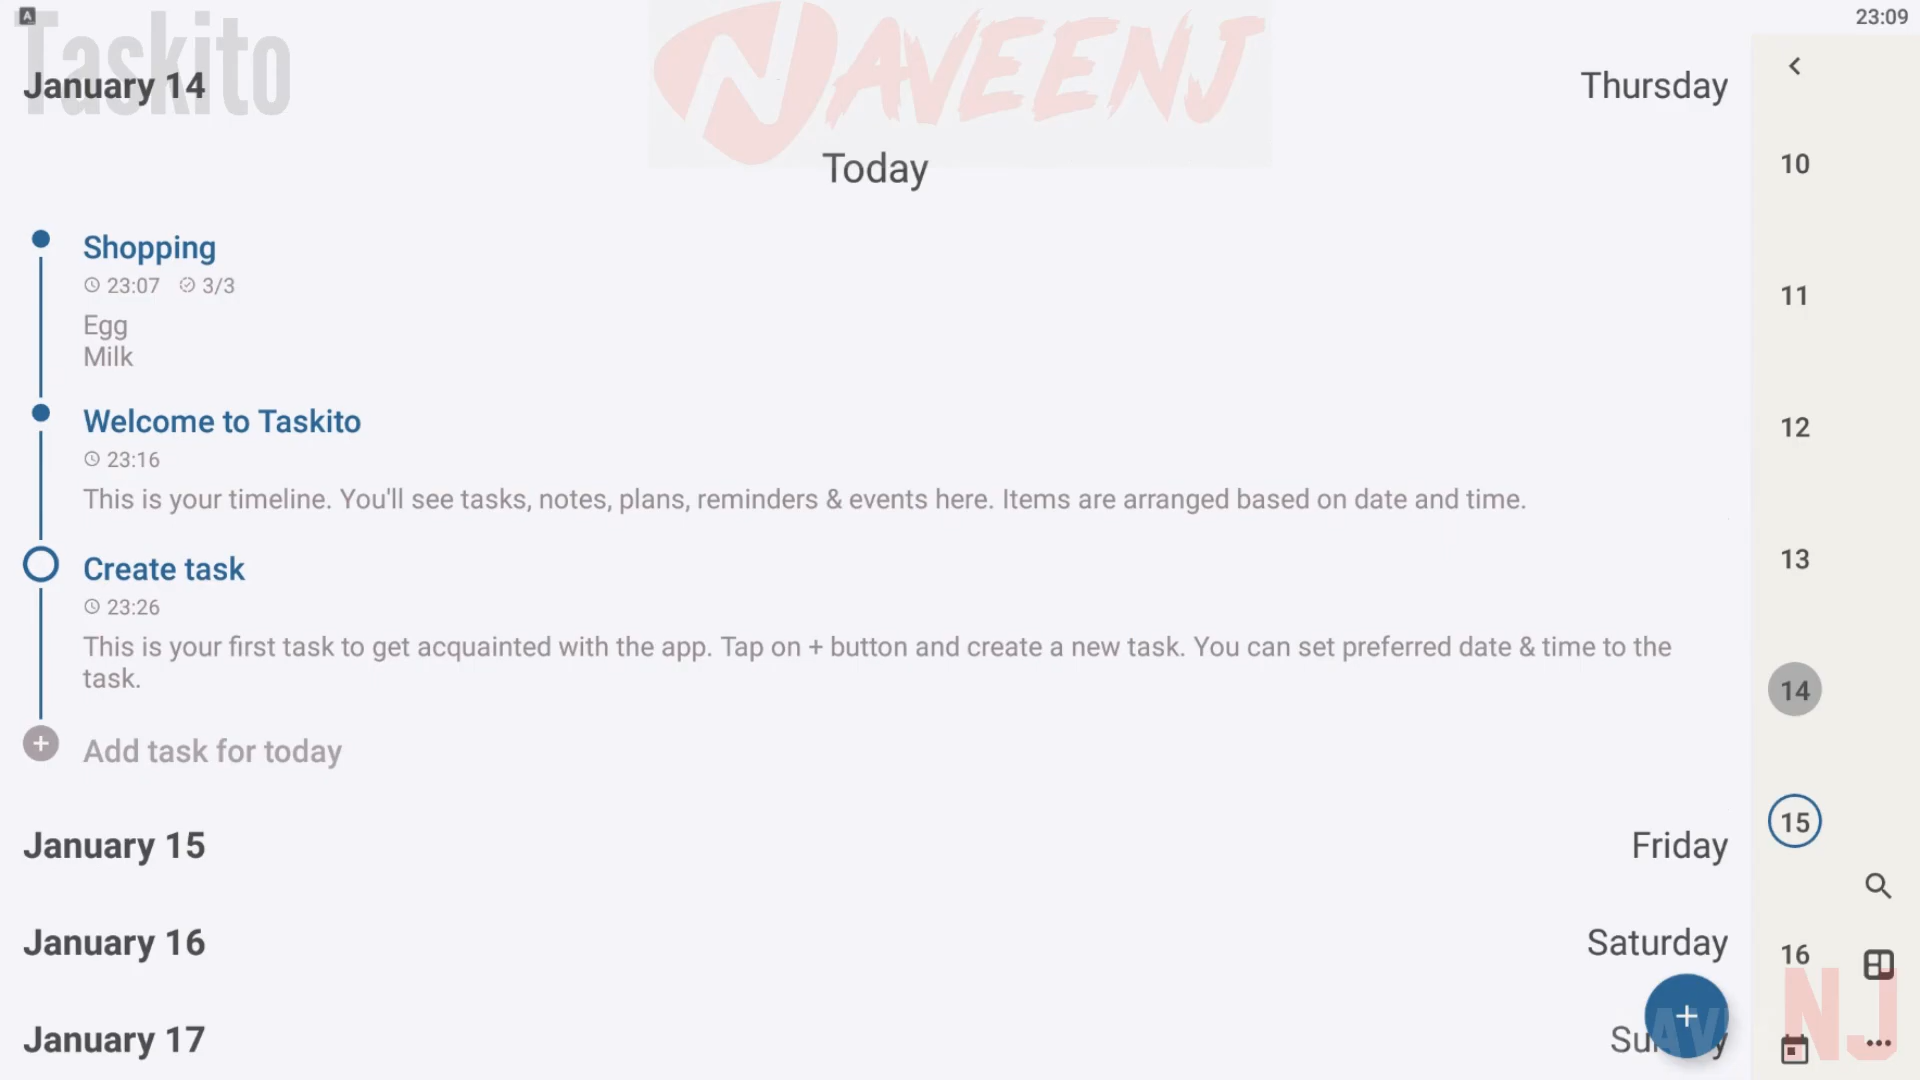 A
23:09
Taskito
January 14
NAVEENJ
Thursday
Today
Shopping
23:07 3/3
Egg
Milk
Welcome to Taskito
23:16
This is your timeline. You'll see tasks, notes, plans, reminders & events here. Items are arranged based on date and time.
Create task
23:26
This is your first task to get acquainted with the app. Tap on + button and create a new task. You can set preferred date & time to the
task.
+ Add task for today
January 15
Friday
January 16
Saturday
January 17
10
11
12
13
14
15
16
+
NJ